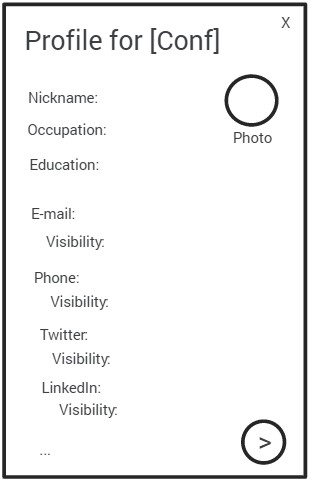 X
Profile for [Conf]
Nickname:
Occupation:
Photo
Education:
E-mail:
Visibility:
Phone:
Visibility:
Twitter:
Visibility:
LinkedIn:
Visibility:
...
>